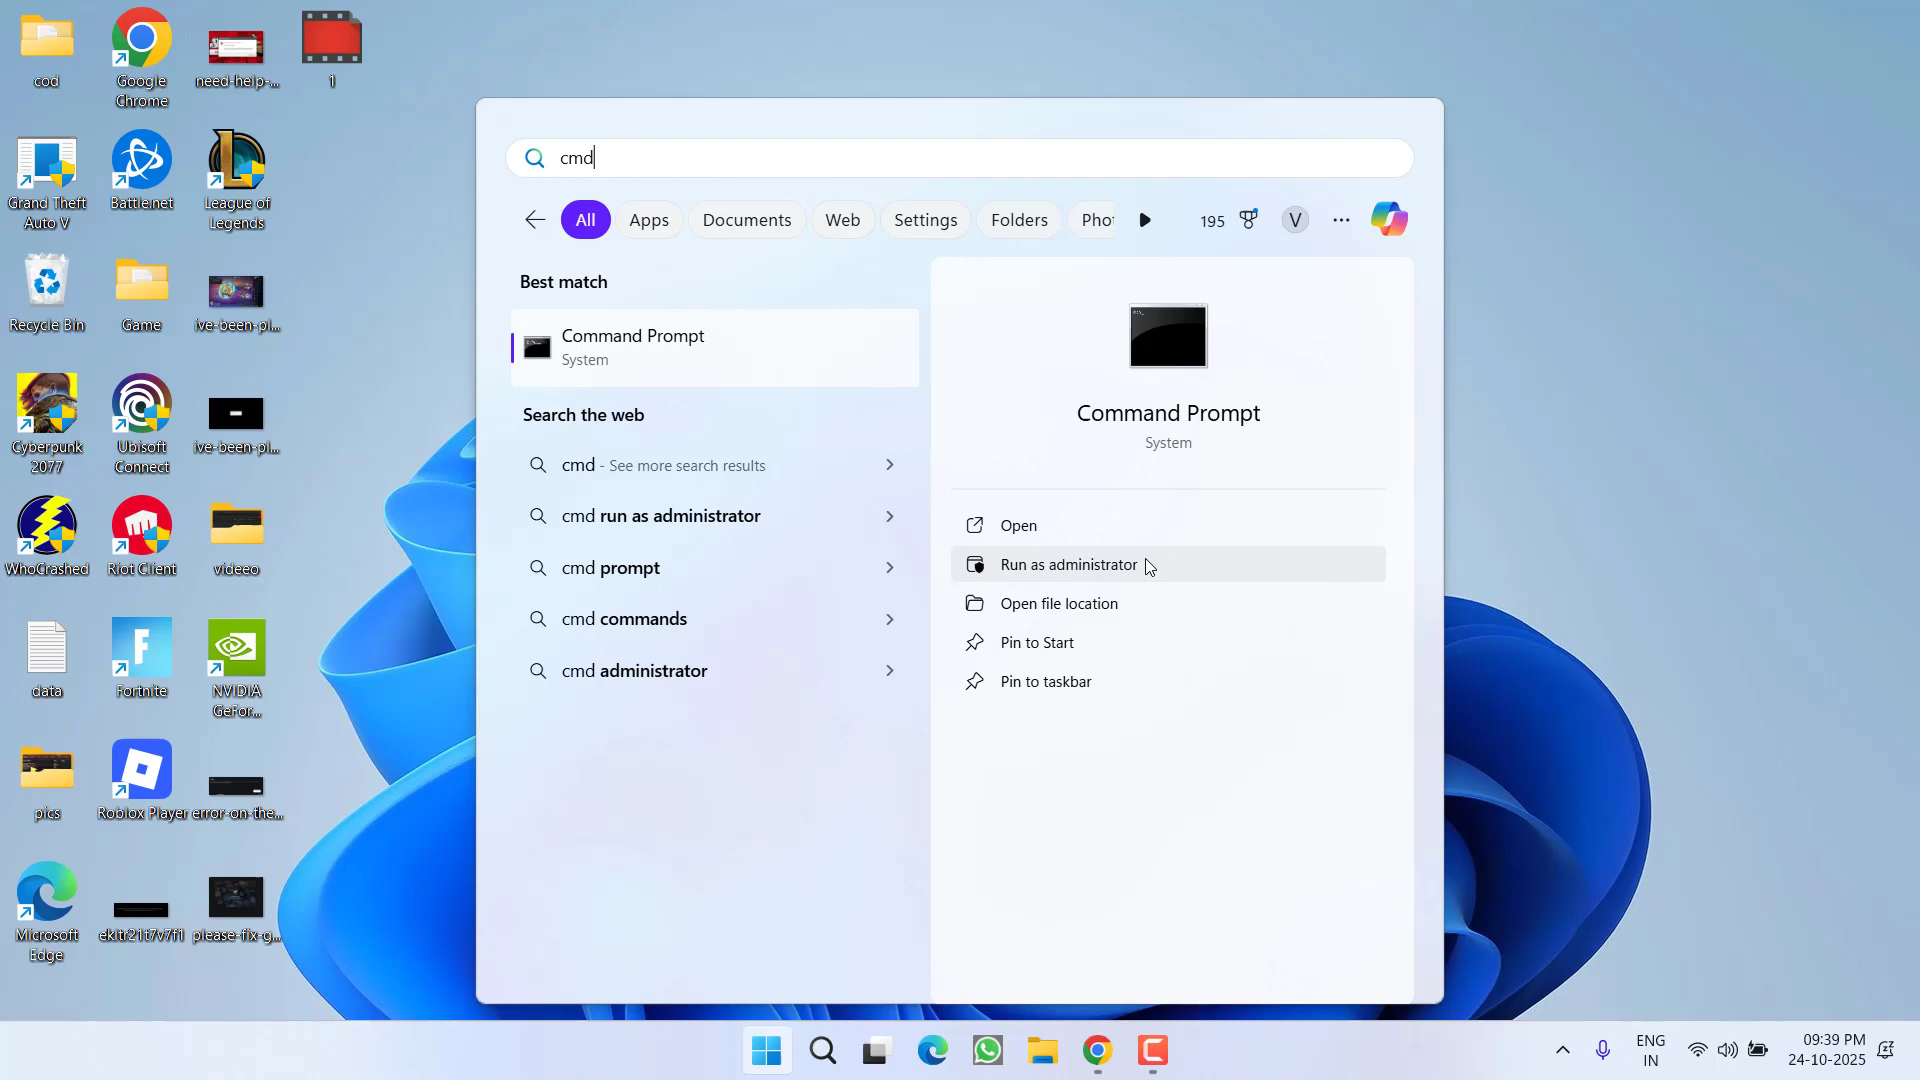 cod
Google
Chrome
need-help-...
1
Grand Theft
Auto V
Battle.net
League of
Legends
Recycle Bin
Game
ive-been-pl...
Cyberpunk
2077
Ubisoft
Connect
ive-been-pl...
WhoCrashed
Riot Client
videeo
data
Fortnite
NVIDIA
GeFor...
pics
Roblox Player
error-on-the...
Microsoft
Edge
ekitr21t7v7f1
please-fix-g...
cmd
All
Apps
Documents
Web
Settings
Folders
Phot
195
V
Best match
Command Prompt
System
Search the web
cmd - See more search results
cmd run as administrator
cmd prompt
cmd commands
cmd administrator
Command Prompt
System
Open
Run as administrator
Open file location
Pin to Start
Pin to taskbar
ENG
IN
09:39 PM
24-10-2025